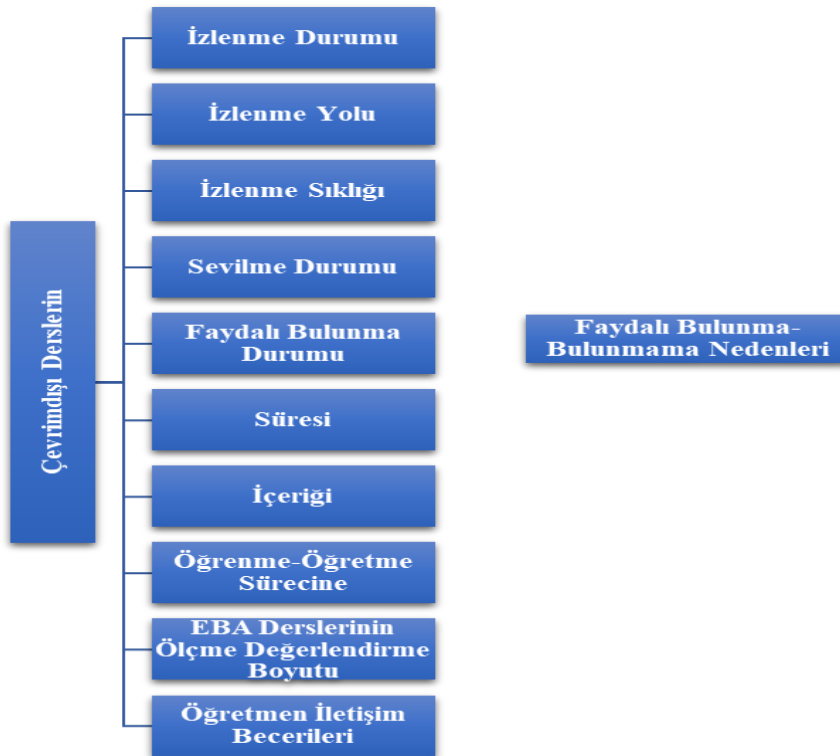 Çevrimdışı Derslerin
İzlenme Durumu
İzlenme Yolu
İzlenme Sıklığı
Sevilme Durumu
Faydalı Bulunma
Durumu
Faydalı Bulunma-
Bulunmama Nedenleri
Süresi
İçeriği
Öğrenme-Öğretme
Sürecine
EBA Derslerinin
Ölçme Değerlendirme
Boyutu
Öğretmen İletişim
Becerileri